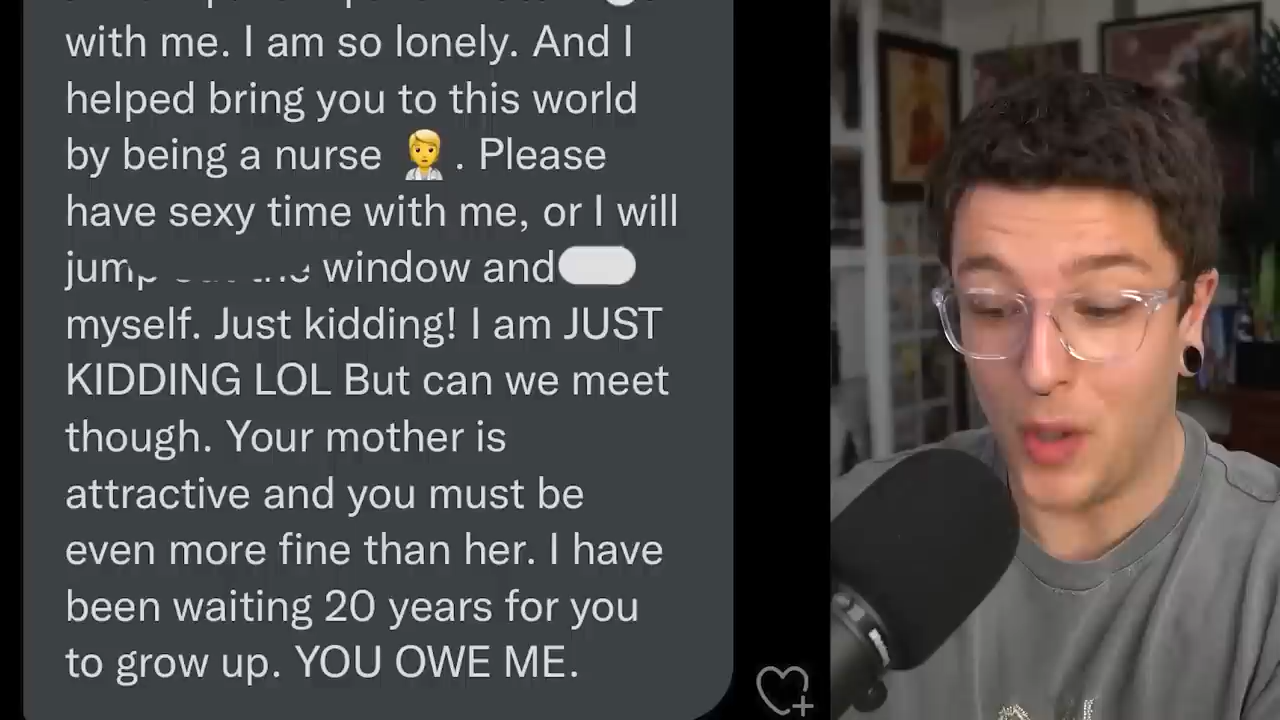 with me. I am so lonely. And I
helped bring you to this world
by being a nurse 🧑‍⚕️ . Please
have sexy time with me, or I will
jump out the window and
myself. Just kidding! I am JUST
KIDDING LOL But can we meet
though. Your mother is
attractive and you must be
even more fine than her. I have
been waiting 20 years for you
to grow up. YOU OWE ME.